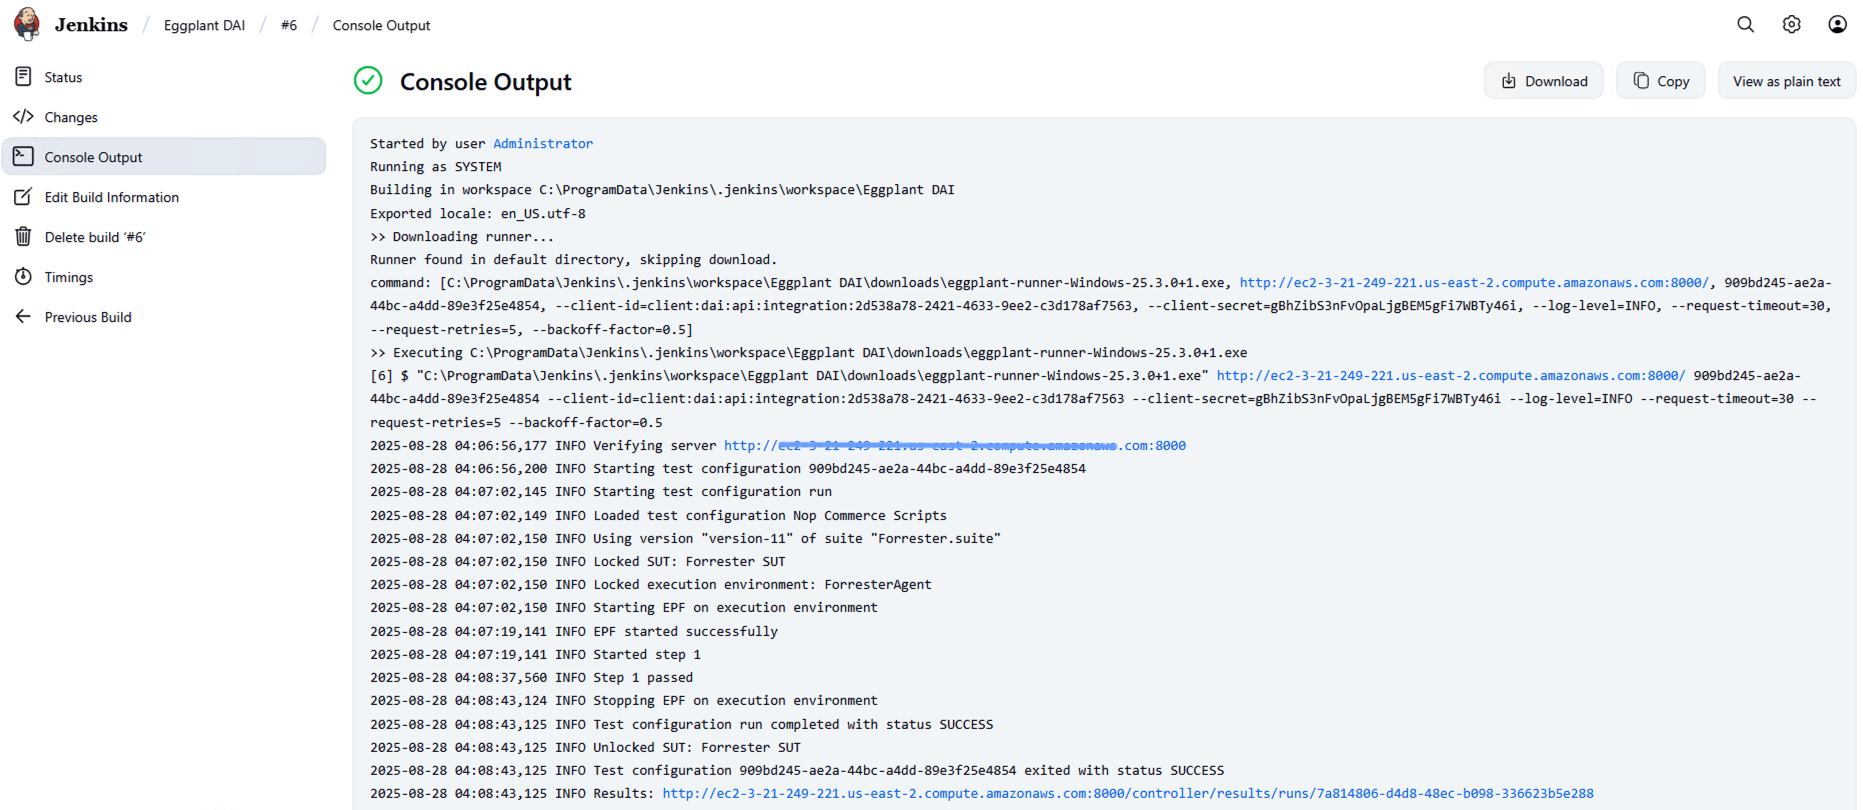 Jenkins / Eggplant DAI / #6 / Console Output
Status
Changes
Console Output
Edit Build Information
Delete build ‘#6’
Timings
Previous Build
Console Output
Download
Copy
View as plain text
Started by user Administrator
Running as SYSTEM
Building in workspace C:\ProgramData\Jenkins\.jenkins\workspace\Eggplant DAI
Exported locale: en_US.utf-8
>> Downloading runner...
Runner found in default directory, skipping download.
command: [C:\ProgramData\Jenkins\.jenkins\workspace\Eggplant DAI\downloads\eggplant-runner-Windows-25.3.0+1.exe, http://ec2-3-21-249-221.us-east-2.compute.amazonaws.com:8000/, 909bd245-ae2a-
44bc-a4dd-89e3f25e4854, --client-id=client:dai:api:integration:2d538a78-2421-4633-9ee2-c3d178af7563, --client-secret=gBhZibS3nFvOpaLjgBEM5gFi7WBTy46i, --log-level=INFO, --request-timeout=30,
--request-retries=5, --backoff-factor=0.5]
>> Executing C:\ProgramData\Jenkins\.jenkins\workspace\Eggplant DAI\downloads\eggplant-runner-Windows-25.3.0+1.exe
[6] $ "C:\ProgramData\Jenkins\.jenkins\workspace\Eggplant DAI\downloads\eggplant-runner-Windows-25.3.0+1.exe" http://ec2-3-21-249-221.us-east-2.compute.amazonaws.com:8000/ 909bd245-ae2a-
44bc-a4dd-89e3f25e4854 --client-id=client:dai:api:integration:2d538a78-2421-4633-9ee2-c3d178af7563 --client-secret=gBhZibS3nFvOpaLjgBEM5gFi7WBTy46i --log-level=INFO --request-timeout=30 --
request-retries=5 --backoff-factor=0.5
2025-08-28 04:06:56,177 INFO Verifying server http://ec2-3-21-249-221.us-east-2.compute.amazonaws.com:8000
2025-08-28 04:06:56,200 INFO Starting test configuration 909bd245-ae2a-44bc-a4dd-89e3f25e4854
2025-08-28 04:07:02,145 INFO Starting test configuration run
2025-08-28 04:07:02,149 INFO Loaded test configuration Nop Commerce Scripts
2025-08-28 04:07:02,150 INFO Using version "version-11" of suite "Forrester.suite"
2025-08-28 04:07:02,150 INFO Locked SUT: Forrester SUT
2025-08-28 04:07:02,150 INFO Locked execution environment: ForresterAgent
2025-08-28 04:07:02,150 INFO Starting EPF on execution environment
2025-08-28 04:07:19,141 INFO EPF started successfully
2025-08-28 04:07:19,141 INFO Started step 1
2025-08-28 04:08:37,560 INFO Step 1 passed
2025-08-28 04:08:43,124 INFO Stopping EPF on execution environment
2025-08-28 04:08:43,125 INFO Test configuration run completed with status SUCCESS
2025-08-28 04:08:43,125 INFO Unlocked SUT: Forrester SUT
2025-08-28 04:08:43,125 INFO Test configuration 909bd245-ae2a-44bc-a4dd-89e3f25e4854 exited with status SUCCESS
2025-08-28 04:08:43,125 INFO Results: http://ec2-3-21-249-221.us-east-2.compute.amazonaws.com:8000/controller/results/runs/7a814806-d4d8-48ec-b098-336623b5e288